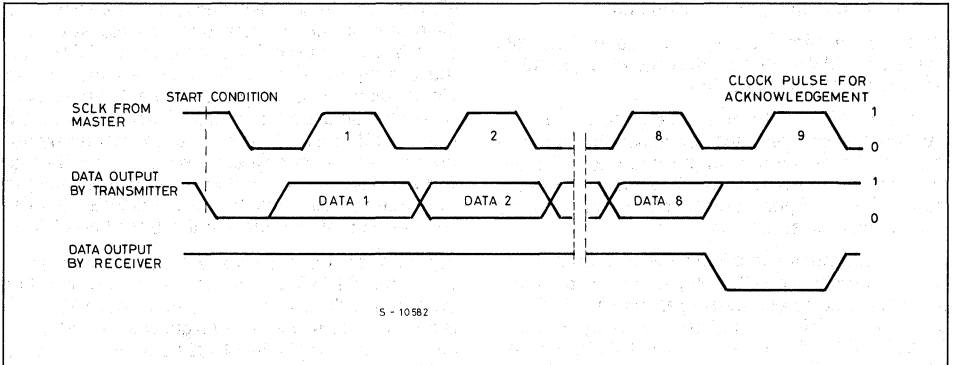 CLOCK PULSE FOR
ACKNOWLEDGEMENT
START CONDITION
SCLK FROM
MASTER
1
2
8
9
1
0
DATA OUTPUT
BY TRANSMITTER
DATA 1
DATA 2
DATA 8
1
0
DATA OUTPUT
BY RECEIVER
S - 10582